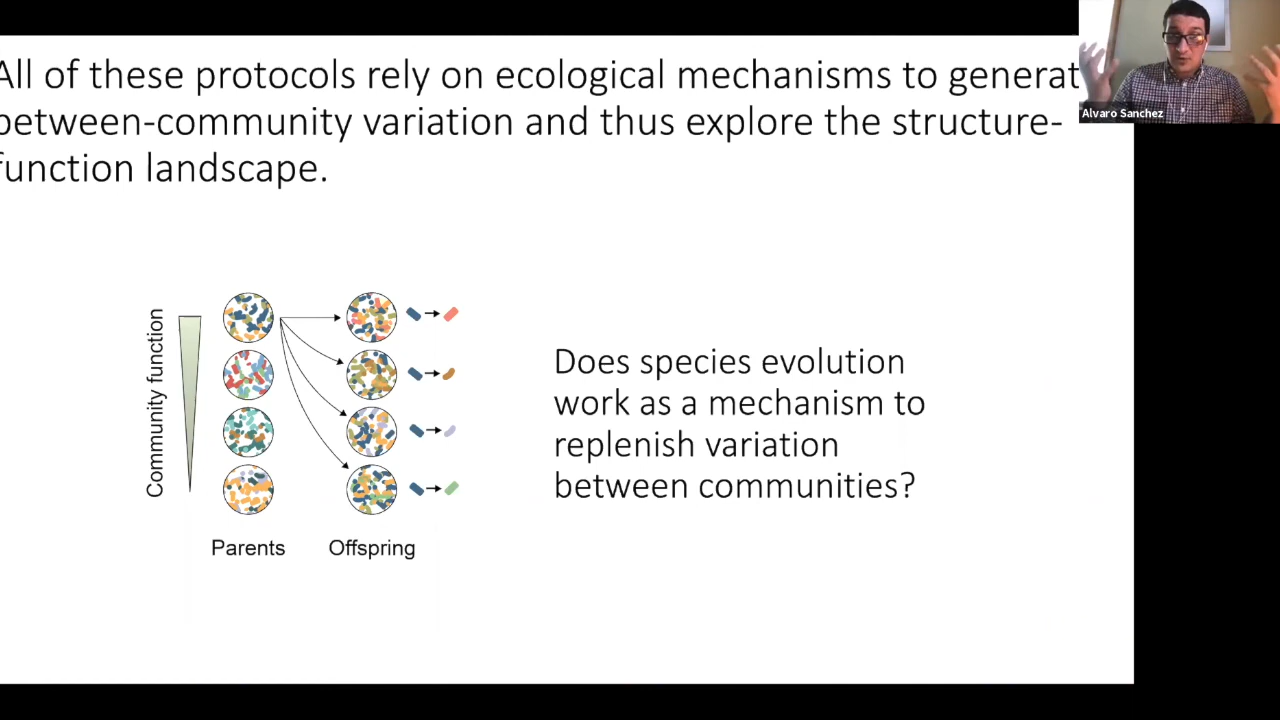 All of these protocols rely on ecological mechanisms to generat
between-community variation and thus explore the structure-
function landscape.
Alvaro Sanchez
Community function
Does species evolution
work as a mechanism to
replenish variation
between communities?
Parents
Offspring